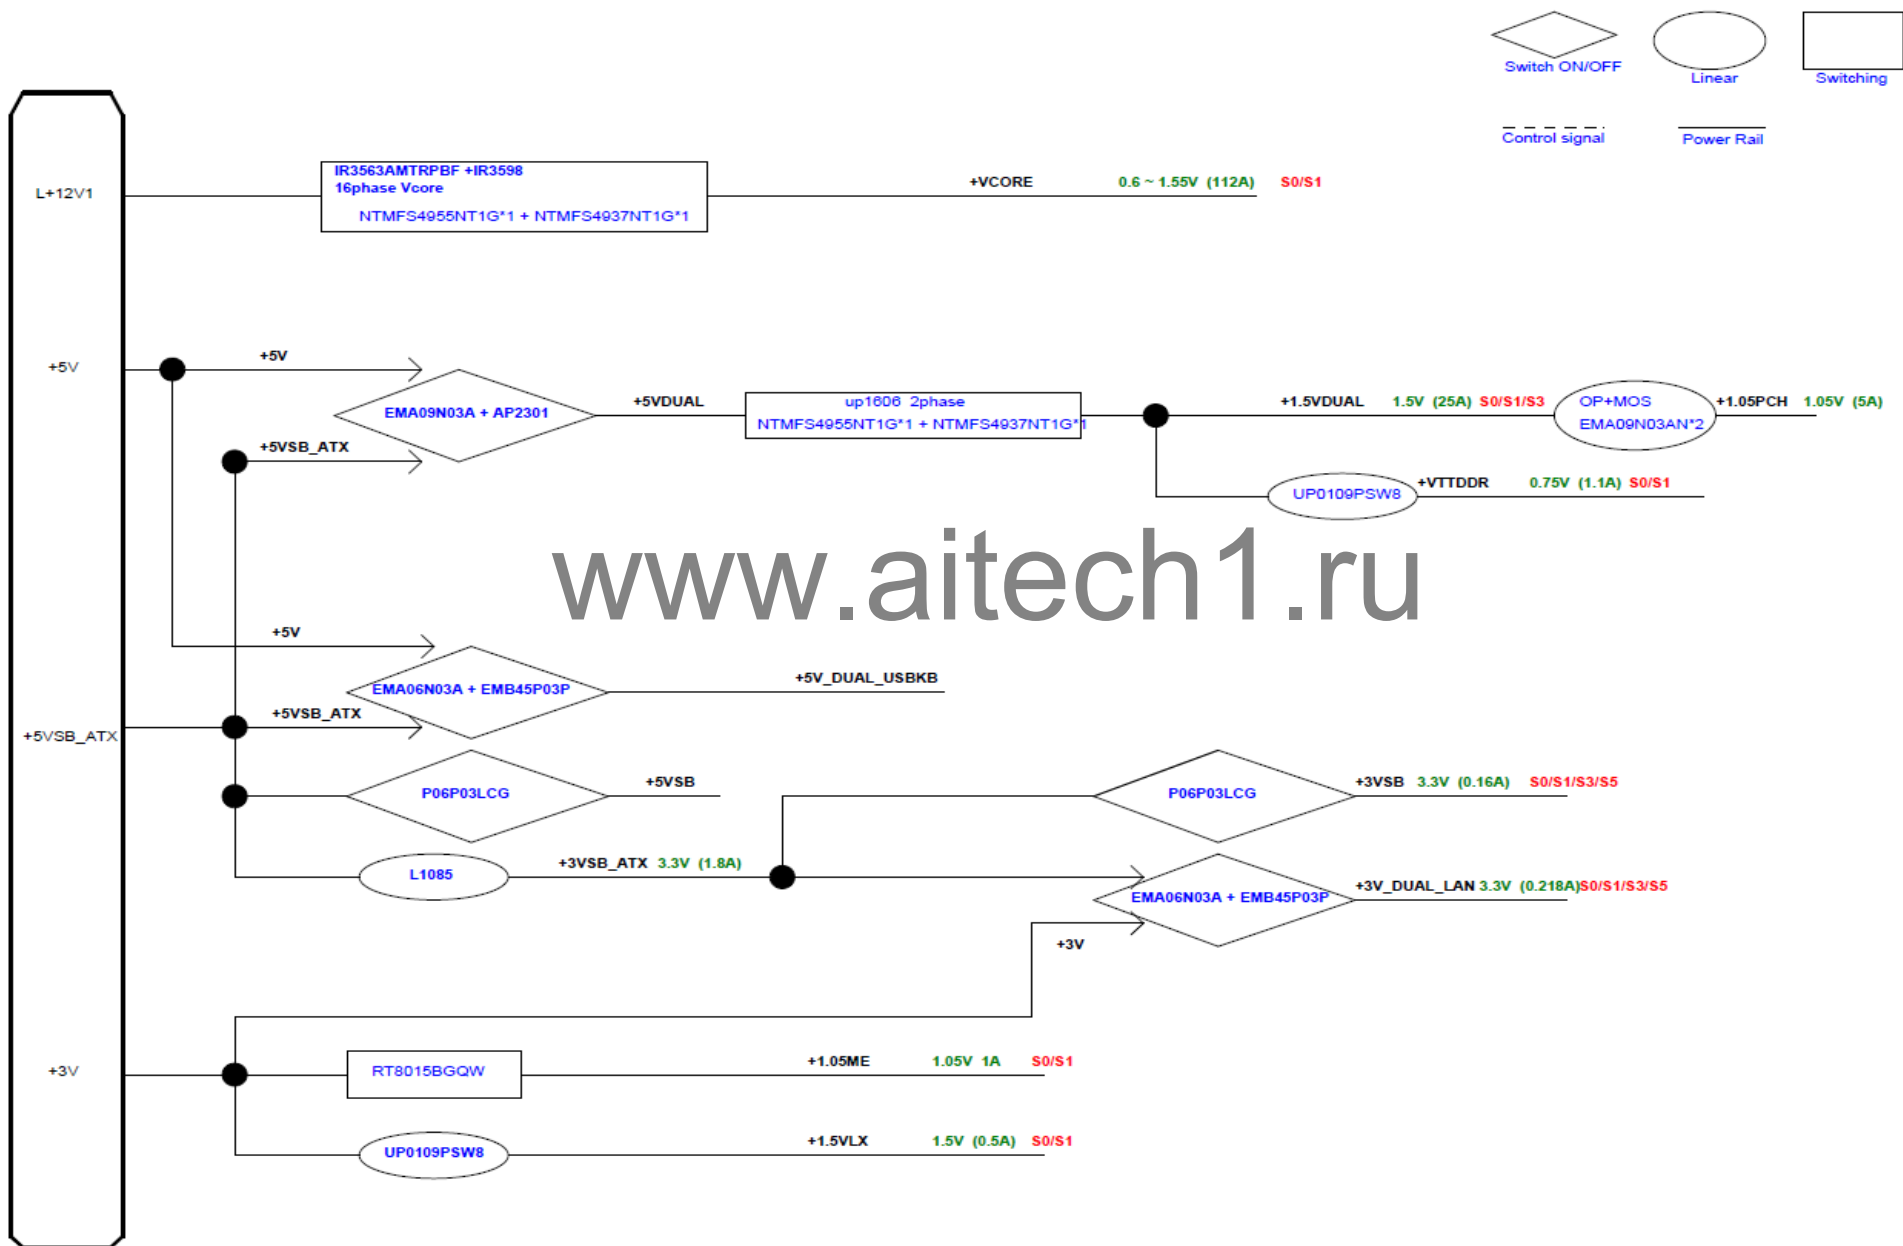 Switch ON/OFF
Linear
Switching
Control signal
Power Rail
L+12V1
IR3563AMTRPBF +IR3598
16phase Vcore
NTMFS4955NT1G*1 + NTMFS4937NT1G*1
+VCORE 0.6 ~ 1.55V (112A) S0/S1
+5V
+5V
EMA09N03A + AP2301
+5VDUAL
up1606 2phase
NTMFS4955NT1G*1 + NTMFS4937NT1G*1
+1.5VDUAL 1.5V (25A) S0/S1/S3
OP+MOS
EMA09N03AN*2
+1.05PCH 1.05V (5A)
+5VSB_ATX
UP0109PSW8
+VTTDDR 0.75V (1.1A) S0/S1
www.aitech1.ru
+5V
EMA06N03A + EMB45P03P
+5V_DUAL_USBKB
+5VSB_ATX
+5VSB_ATX
P06P03LCG
+5VSB
P06P03LCG
+3VSB 3.3V (0.16A) S0/S1/S3/S5
L1085
+3VSB_ATX 3.3V (1.8A)
EMA06N03A + EMB45P03P
+3V_DUAL_LAN 3.3V (0.218A)S0/S1/S3/S5
+3V
+3V
RT8015BGQW
+1.05ME 1.05V 1A S0/S1
UP0109PSW8
+1.5VLX 1.5V (0.5A) S0/S1